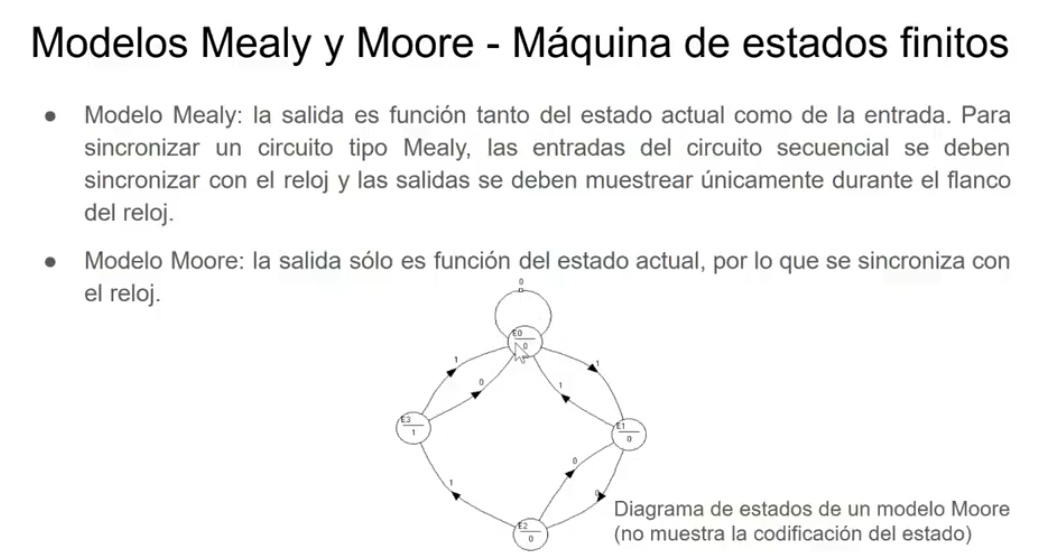 Modelos Mealy y Moore - Máquina de estados finitos
● Modelo Mealy: la salida es función tanto del estado actual como de la entrada. Para
sincronizar un circuito tipo Mealy, las entradas del circuito secuencial se deben
sincronizar con el reloj y las salidas se deben muestrear únicamente durante el flanco
del reloj.
● Modelo Moore: la salida sólo es función del estado actual, por lo que se sincroniza con
el reloj.
0
E0
0
1
1
0
1
E3
1
E1
0
0
1
0
E2
0
Diagrama de estados de un modelo Moore
(no muestra la codificación del estado)